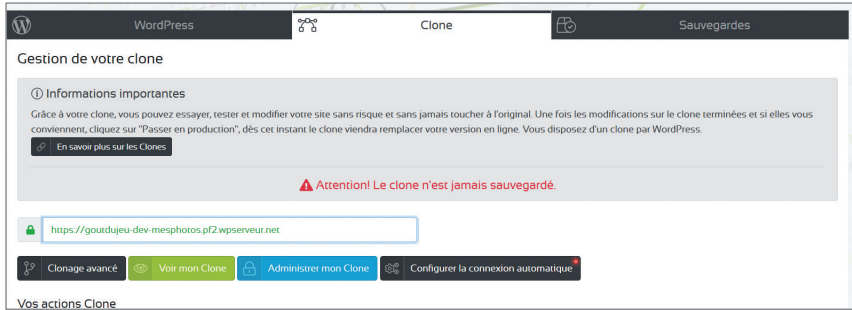 WordPress
Clone
Sauvegardes
Gestion de votre clone
Informations importantes
Grâce à votre clone, vous pouvez essayer, tester et modifier votre site sans risque et sans jamais toucher à l'original. Une fois les modifications sur le clone terminées et si elles vous
conviennent, cliquez sur "Passer en production", dès cet instant le clone viendra remplacer votre version en ligne. Vous disposez d'un clone par WordPress.
En savoir plus sur les Clones
Attention! Le clone n'est jamais sauvegardé.
https://goutdujeu-dev-mesphotos.pf2.wpserveur.net
Clonage avancé
Voir mon Clone
Administrer mon Clone
Configurer la connexion automatique
Vos actions Clone